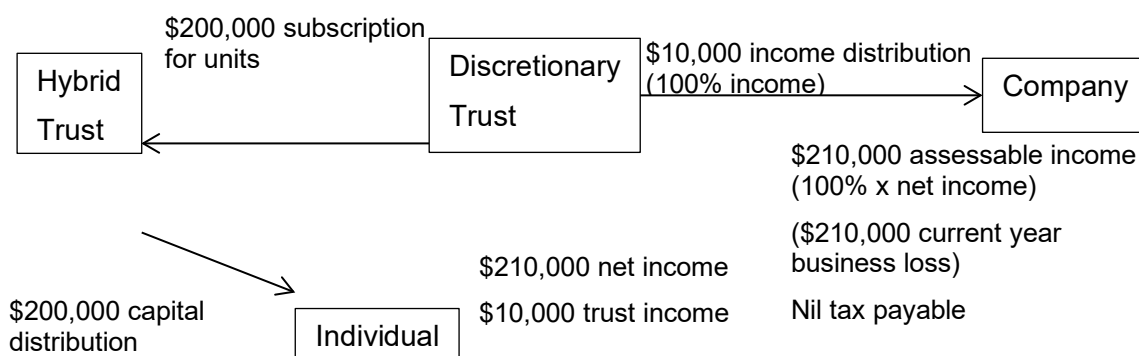 $200,000 subscription
for units
Hybrid
Trust
Discretionary
Trust
$10,000 income distribution
(100% income)
Company
$210,000 assessable income
(100% x net income)
($210,000 current year
business loss)
Nil tax payable
$210,000 net income
$10,000 trust income
$200,000 capital
distribution
Individual